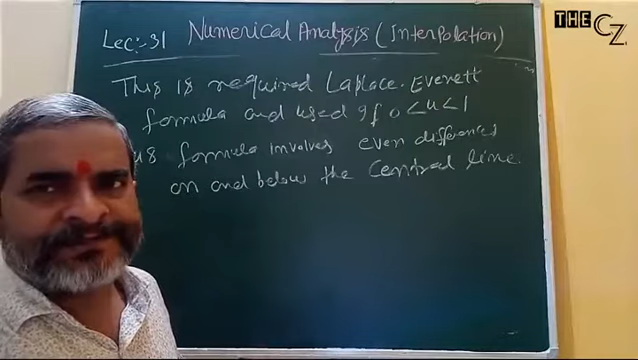 Lec:-31 Numerical Analysis (Interpolation)
THE CZ
This is required Laplace-Everett
formula and used if 0<u<1
formula involves even differences
on and below the central line.